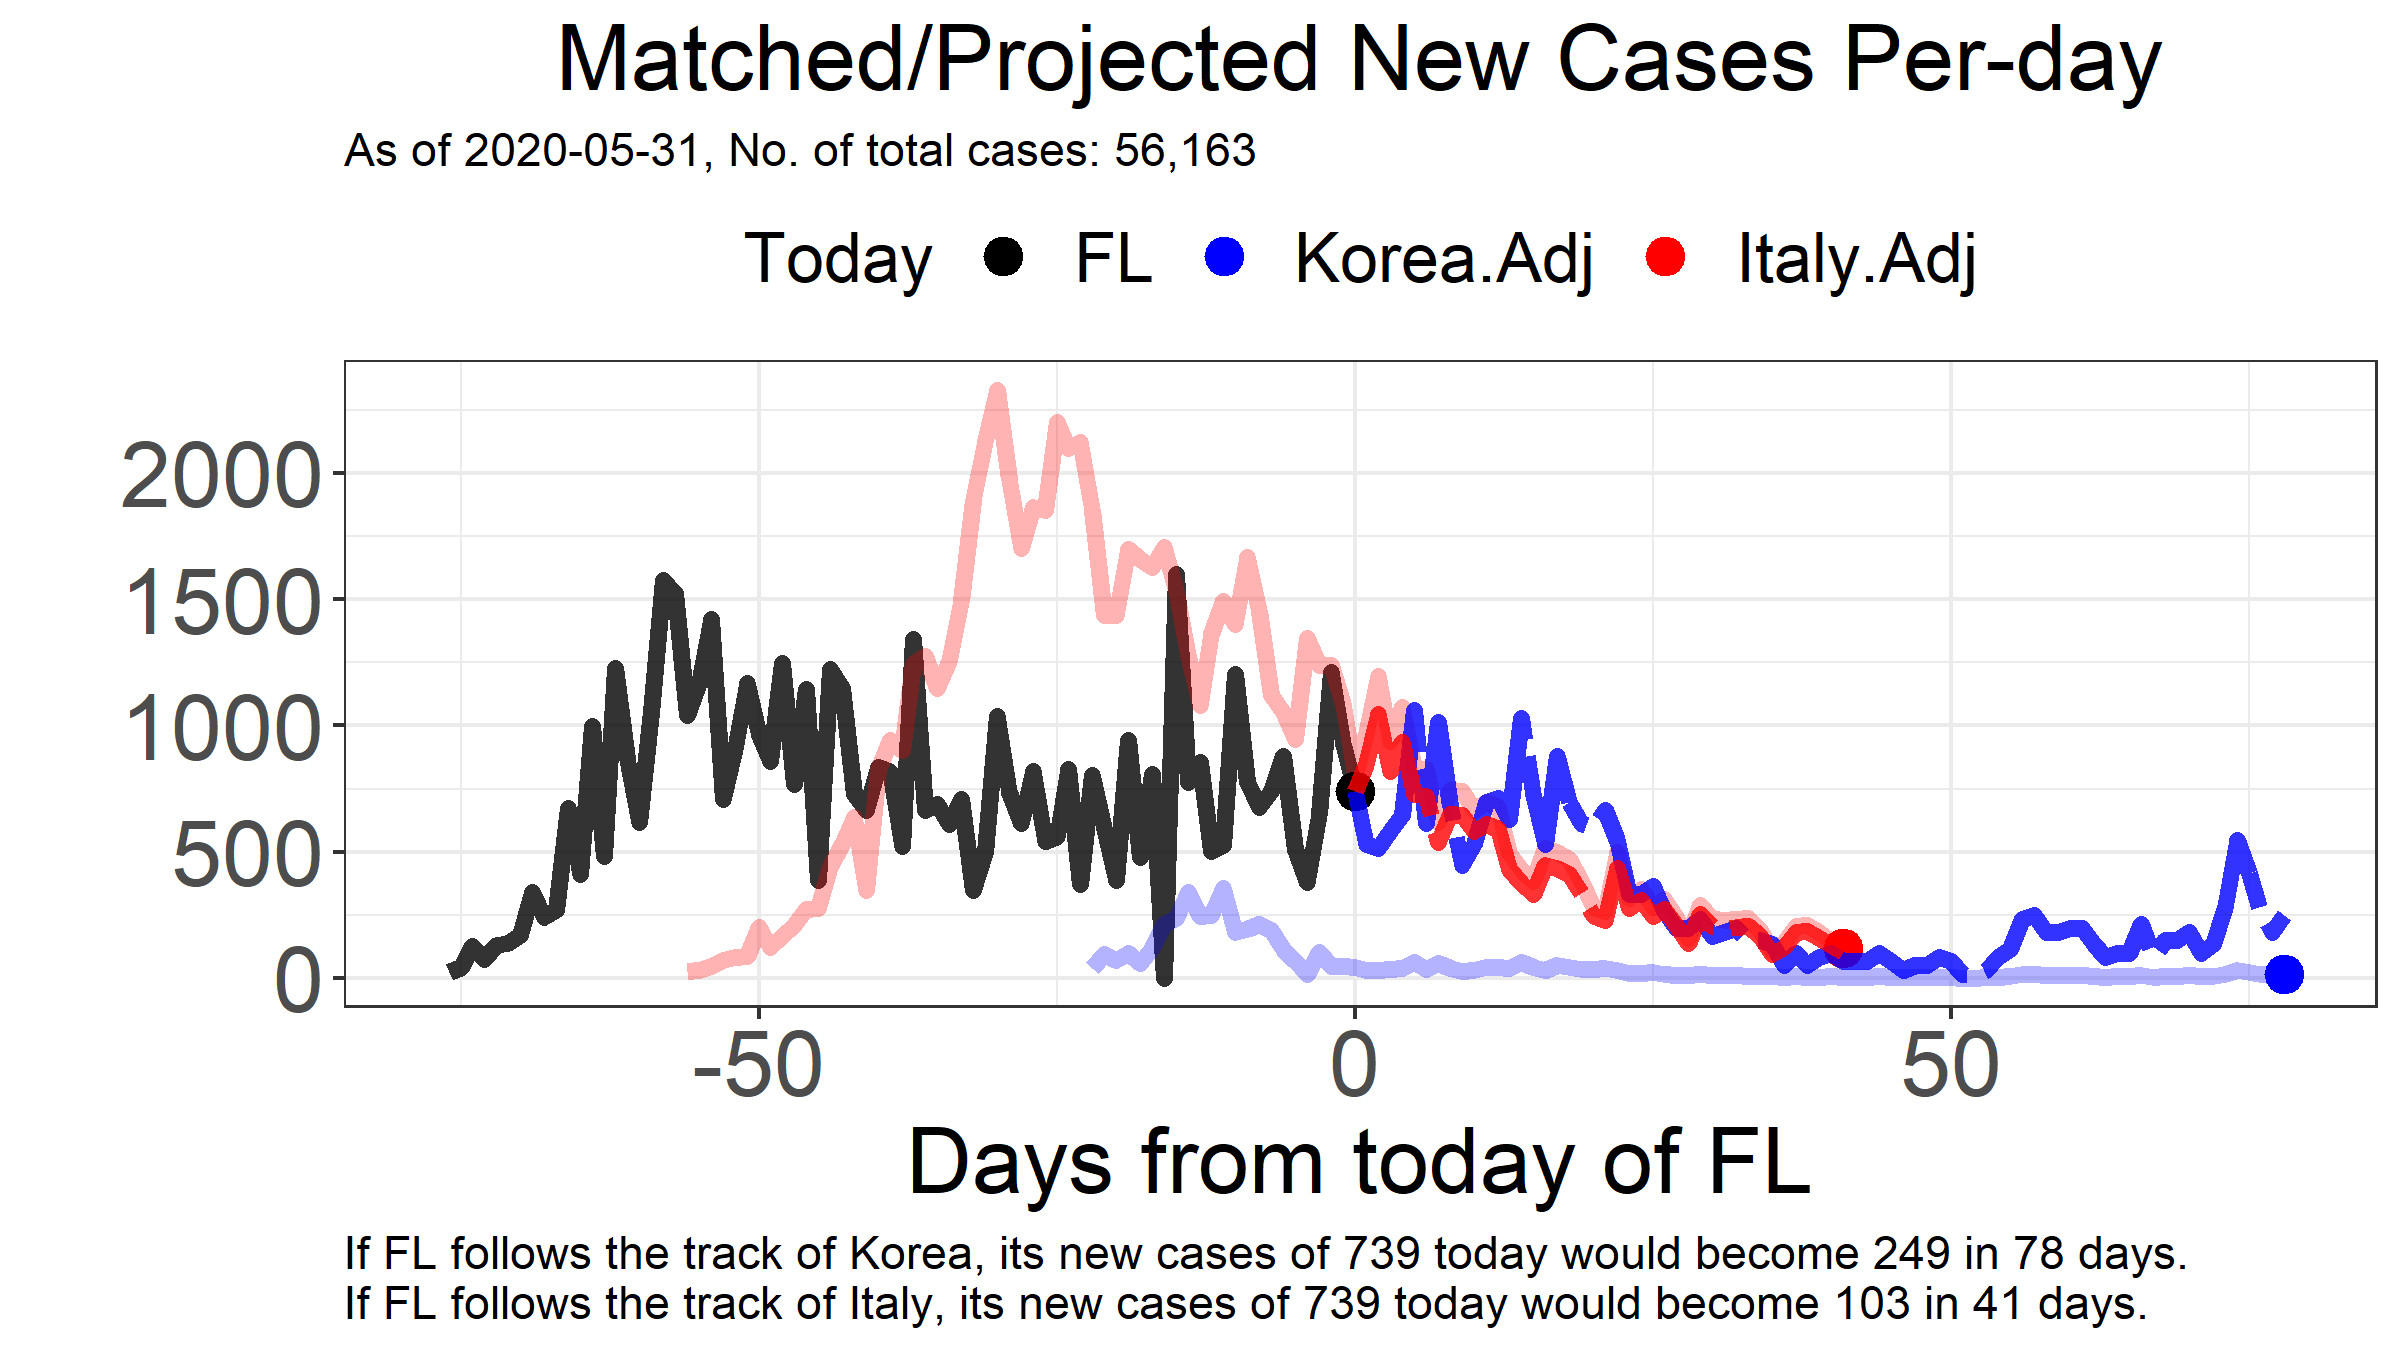 Matched/Projected New Cases Per-day
As of 2020-05-31, No. of total cases: 56,163
Today FL Korea.Adj Italy.Adj
2000
1500
1000
500
0
-50 0 50
Days from today of FL
If FL follows the track of Korea, its new cases of 739 today would become 249 in 78 days.
If FL follows the track of Italy, its new cases of 739 today would become 103 in 41 days.